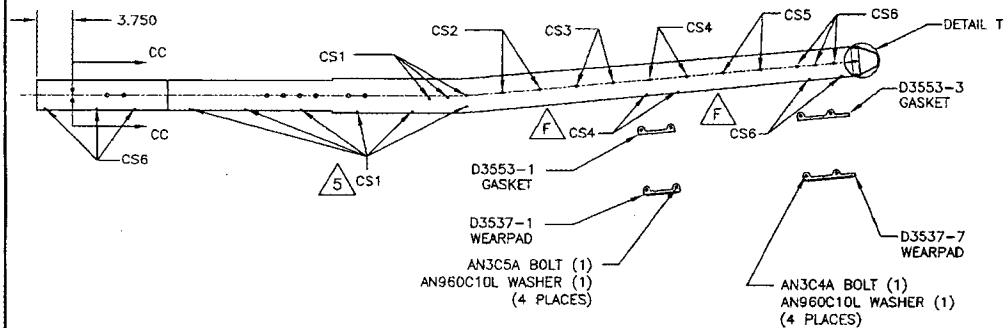 3.750
CC
CC
CS6
5
CS1
CS1
CS2
CS3
CS4
CS5
CS6
DETAIL T
F
CS4
F
CS6
D3553-3
GASKET
D3553-1
GASKET
D3537-1
WEARPAD
AN3C5A BOLT (1)
AN960C10L WASHER (1)
(4 PLACES)
D3537-7
WEARPAD
AN3C4A BOLT (1)
AN960C10L WASHER (1)
(4 PLACES)